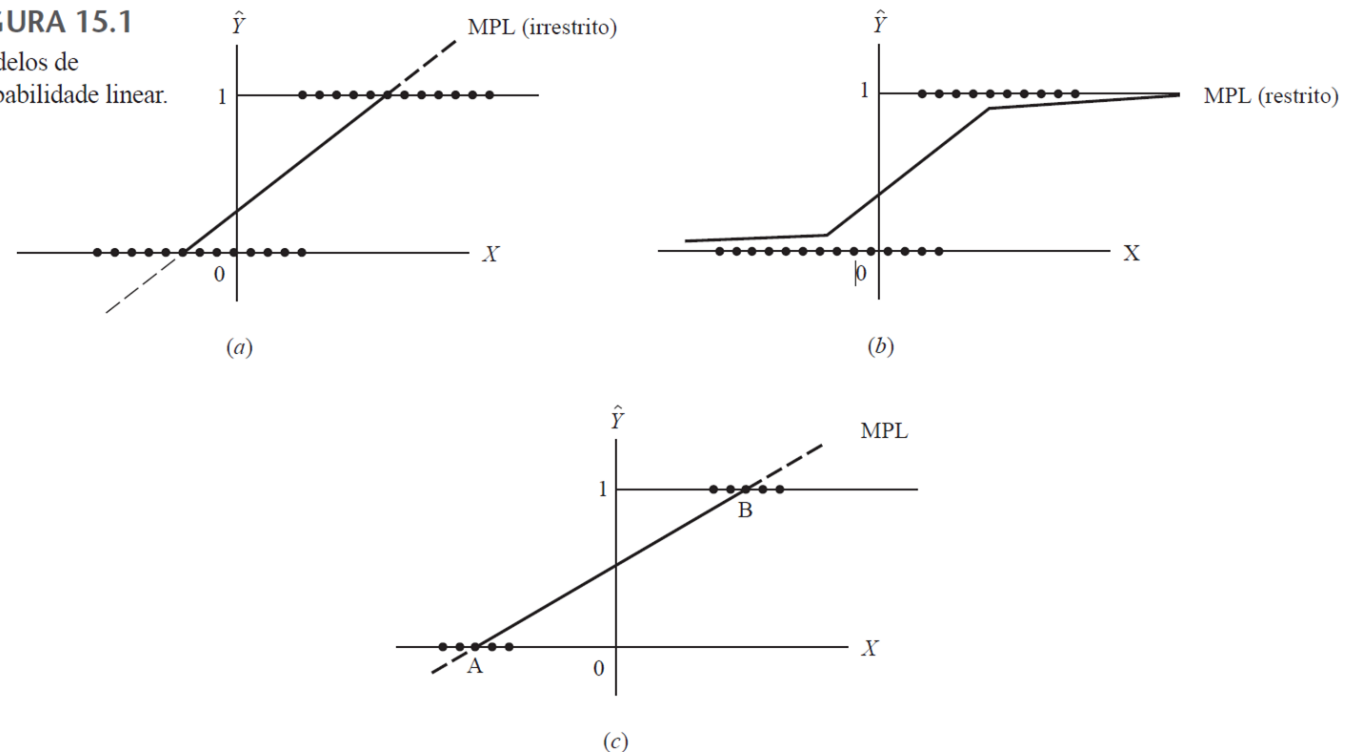 GURA 15.1
delos de
babilidade linear.
Ŷ
MPL (irrestrito)
1
0
X
(a)
Ŷ
1
MPL (restrito)
0
X
(b)
Ŷ
MPL
1
B
A
0
X
(c)